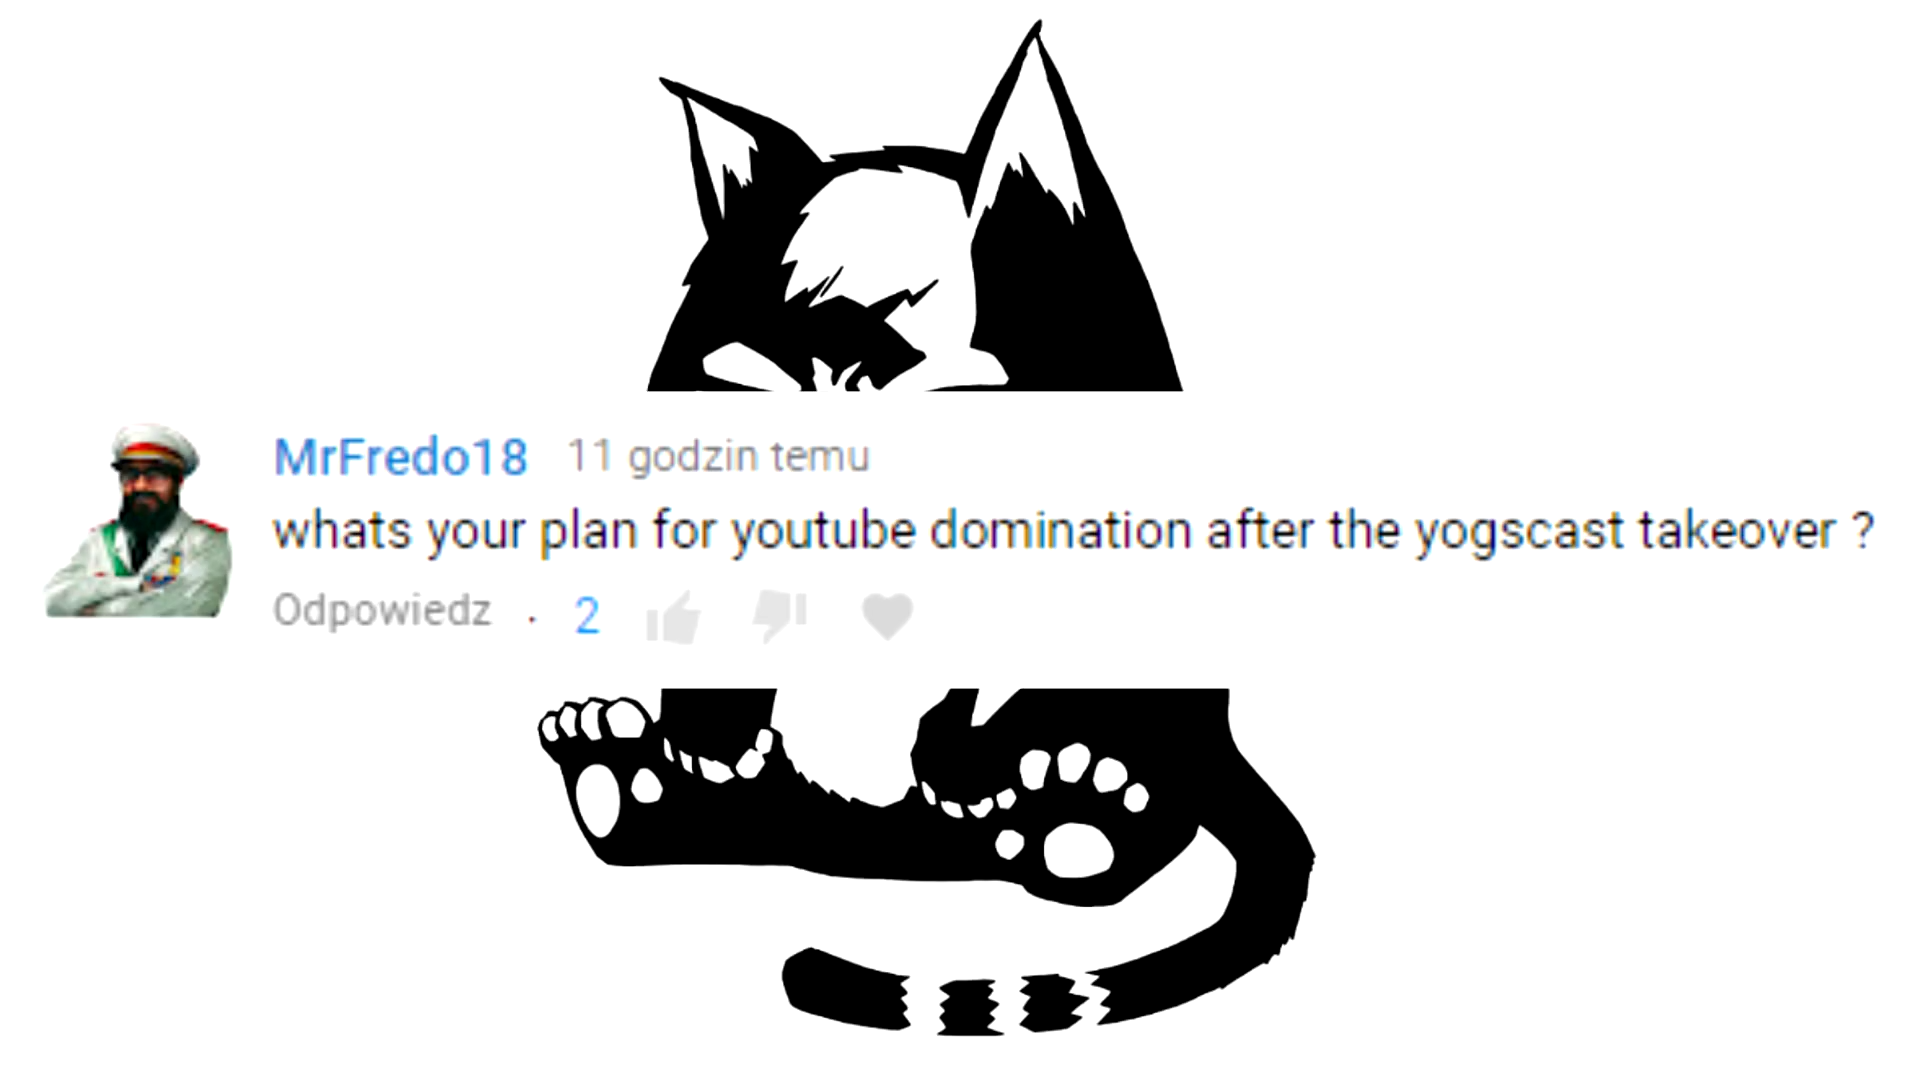 MrFredo18 11 godzin temu
whats your plan for youtube domination after the yogscast takeover ?
Odpowiedz . 2